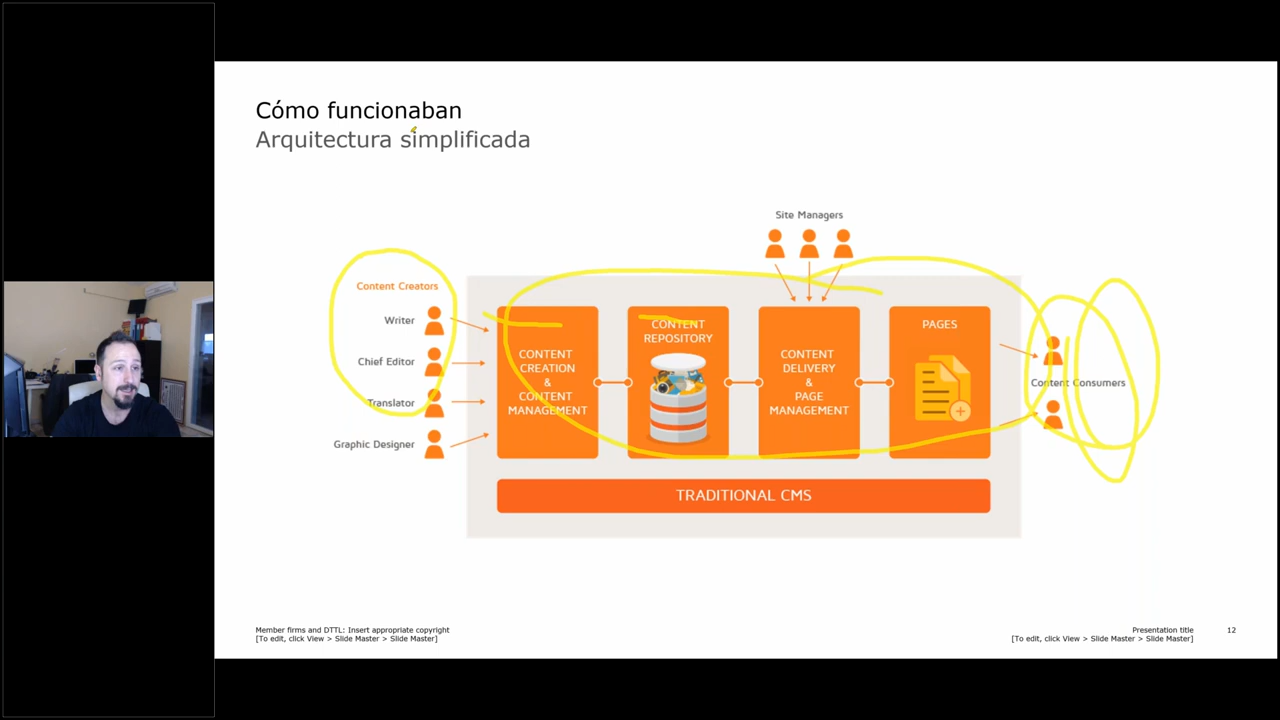 Cómo funcionaban
Arquitectura simplificada
Site Managers
Content Creators
Writer
Chief Editor
Translator
Graphic Designer
CONTENT
CREATION
&
CONTENT
MANAGEMENT
CONTENT
REPOSITORY
CONTENT
DELIVERY
&
PAGE
MANAGEMENT
PAGES
Content Consumers
TRADITIONAL CMS
Member firms and DTTL: Insert appropriate copyright
[To edit, click View > Slide Master > Slide Master]
Presentation title
[To edit, click View > Slide Master > Slide Master]
12